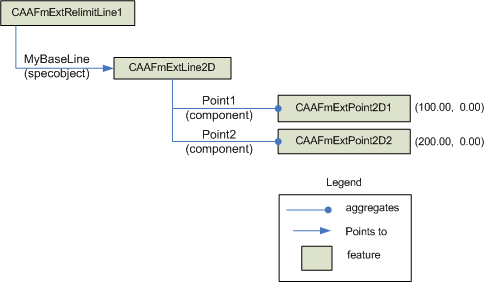 CAAFmExtRelimitLine1
MyBaseLine
(specobject)
CAAFmExtLine2D
Point1
(component)
CAAFmExtPoint2D1 (100.00, 0.00)
Point2
(component)
CAAFmExtPoint2D2 (200.00, 0.00)
Legend
aggregates
Points to
feature